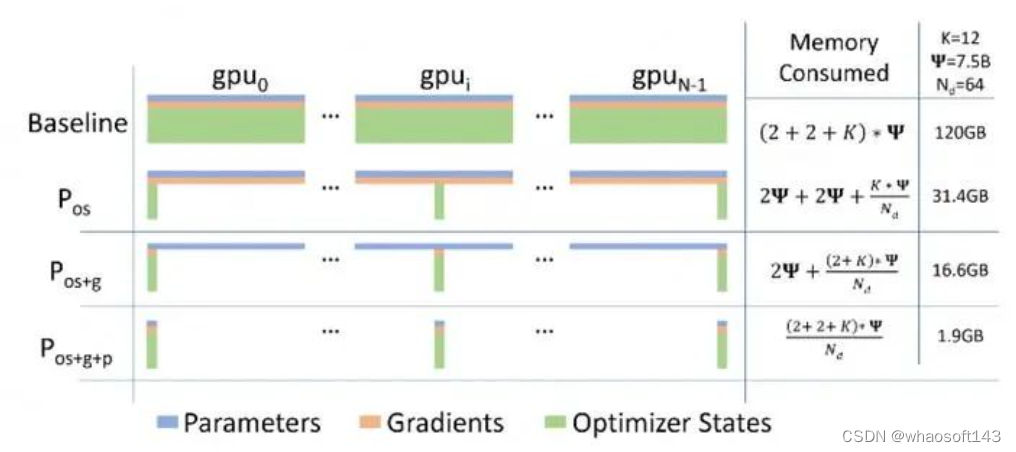 gpu0 gpui gpuN-1
Memory Consumed
K=12
Ψ=7.5B
Nd=64
Baseline ... ... (2 + 2 + K) * Ψ 120GB
Pos ... ... 2Ψ + 2Ψ + K * Ψ / Nd 31.4GB
Pos+g ... ... 2Ψ + (2+ K)* Ψ / Nd 16.6GB
Pos+g+p ... ... (2+ 2+ K)* Ψ / Nd 1.9GB
Parameters Gradients Optimizer States
CSDN @whaosoft143